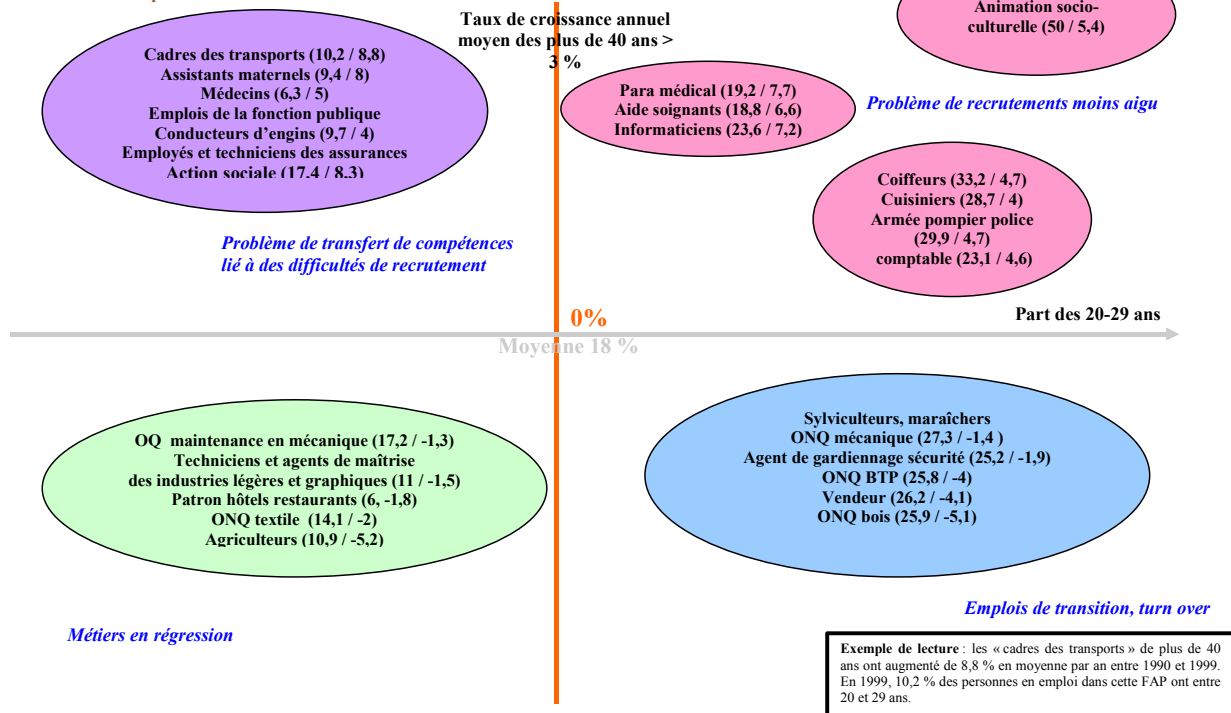 Taux de croissance annuel
moyen des plus de 40 ans >
3 %
Animation socio-
culturelle (50 / 5,4)
Cadres des transports (10,2 / 8,8)
Assistants maternels (9,4 / 8)
Médecins (6,3 / 5)
Emplois de la fonction publique
Conducteurs d’engins (9,7 / 4)
Employés et techniciens des assurances
Action sociale (17,4 / 8,3)
Para médical (19,2 / 7,7)
Aide soignants (18,8 / 6,6)
Informaticiens (23,6 / 7,2)
Problème de recrutements moins aigu
Coiffeurs (33,2 / 4,7)
Cuisiniers (28,7 / 4)
Armée pompier police
(29,9 / 4,7)
comptable (23,1 / 4,6)
Problème de transfert de compétences
lié à des difficultés de recrutement
0%
Part des 20-29 ans
Moyenne 18 %
OQ maintenance en mécanique (17,2 / -1,3)
Techniciens et agents de maîtrise
des industries légères et graphiques (11 / -1,5)
Patron hôtels restaurants (6, -1,8)
ONQ textile (14,1 / -2)
Agriculteurs (10,9 / -5,2)
Sylviculteurs, maraîchers
ONQ mécanique (27,3 / -1,4 )
Agent de gardiennage sécurité (25,2 / -1,9)
ONQ BTP (25,8 / -4)
Vendeur (26,2 / -4,1)
ONQ bois (25,9 / -5,1)
Emplois de transition, turn over
Métiers en régression
Exemple de lecture : les « cadres des transports » de plus de 40
ans ont augmenté de 8,8 % en moyenne par an entre 1990 et 1999.
En 1999, 10,2 % des personnes en emploi dans cette FAP ont entre
20 et 29 ans.